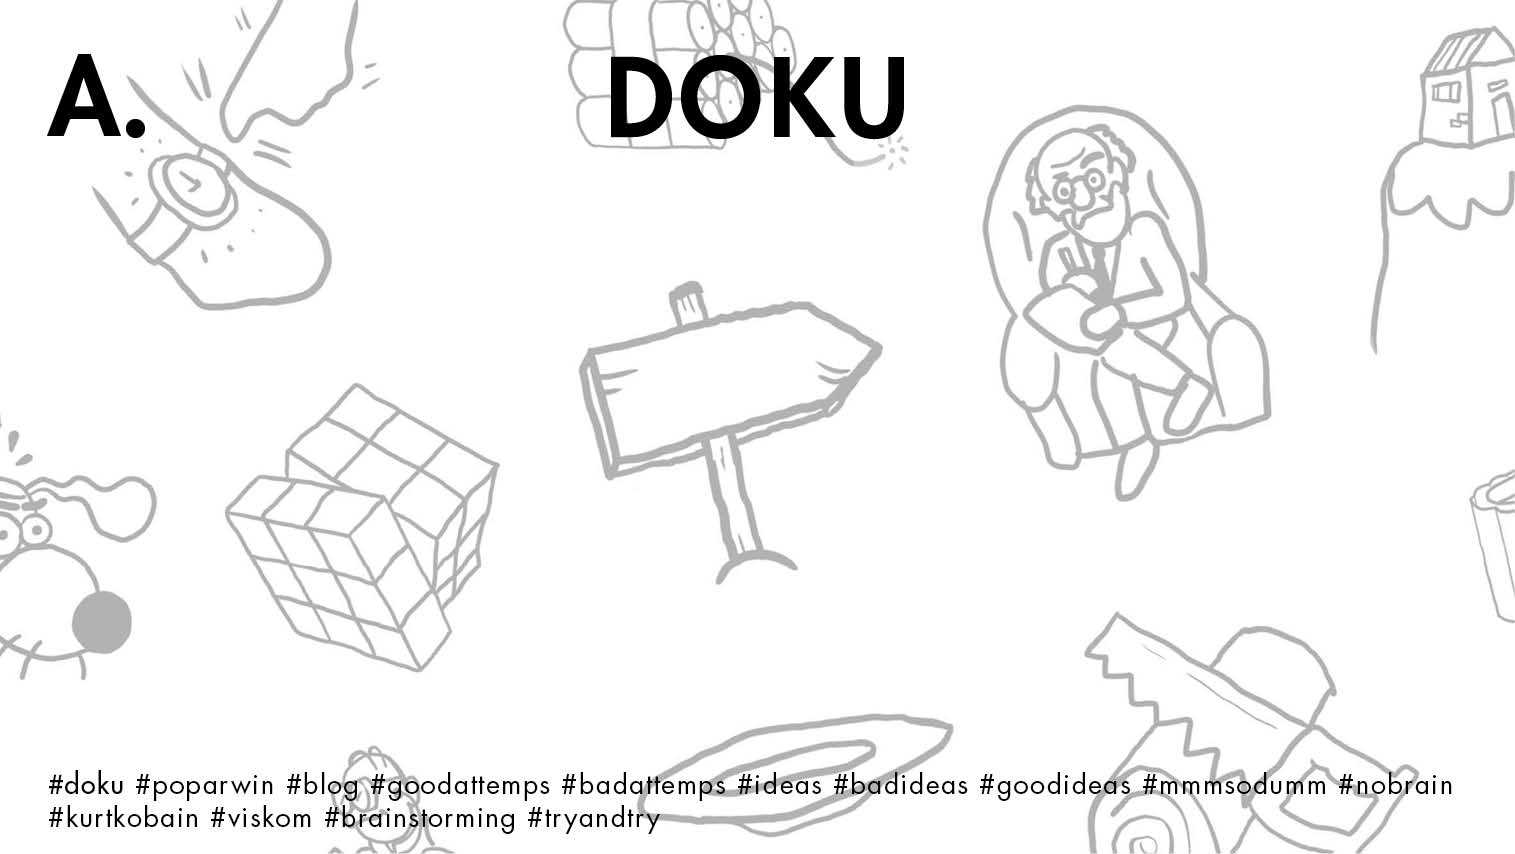 A. DOKU
#doku #poparwin #blog #goodattemps #badattemps #ideas #badideas #goodideas #mmmsodumm #nobrain
#kurtkobain #viskom #brainstorming #tryandtry